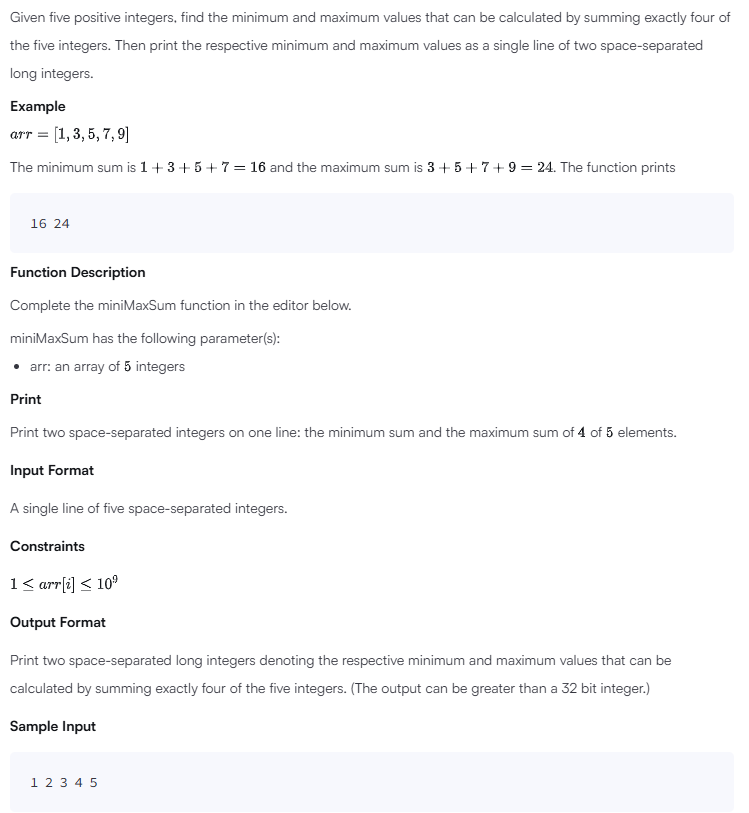 Given five positive integers, find the minimum and maximum values that can be calculated by summing exactly four of
the five integers. Then print the respective minimum and maximum values as a single line of two space-separated
long integers.
Example
arr = [1, 3, 5, 7, 9]
The minimum sum is 1 + 3 + 5 + 7 = 16 and the maximum sum is 3 + 5 + 7 + 9 = 24. The function prints
16 24
Function Description
Complete the miniMaxSum function in the editor below.
miniMaxSum has the following parameter(s):
• arr: an array of 5 integers
Print
Print two space-separated integers on one line: the minimum sum and the maximum sum of 4 of 5 elements.
Input Format
A single line of five space-separated integers.
Constraints
1 ≤ arr[i] ≤ 10⁹
Output Format
Print two space-separated long integers denoting the respective minimum and maximum values that can be
calculated by summing exactly four of the five integers. (The output can be greater than a 32 bit integer.)
Sample Input
1 2 3 4 5